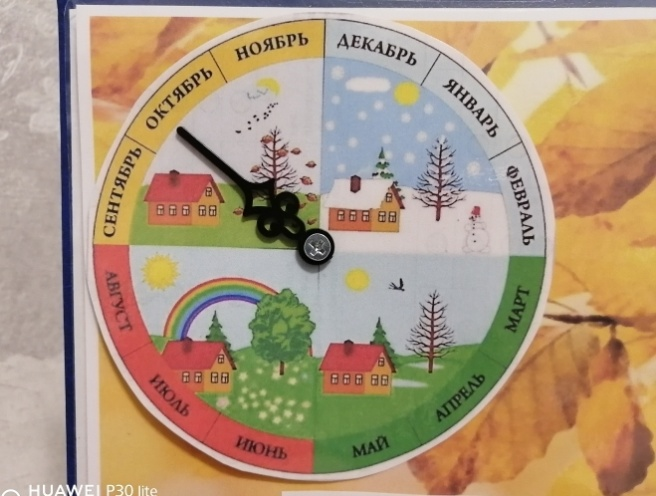 ДЕКАБРЬ
ЯНВАРЬ
ФЕВРАЛЬ
МАРТ
АПРЕЛЬ
МАЙ
ИЮНЬ
ИЮЛЬ
АВГУСТ
СЕНТЯБРЬ
ОКТЯБРЬ
НОЯБРЬ
HUAWEI P30 lite